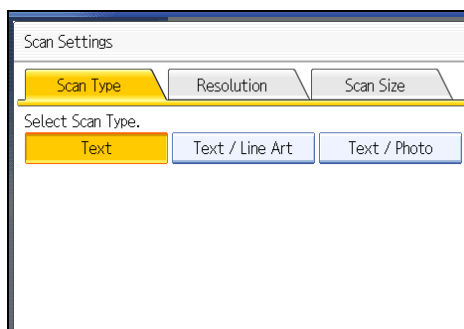 Scan Settings
Scan Type Resolution Scan Size
Select Scan Type.
Text Text / Line Art Text / Photo